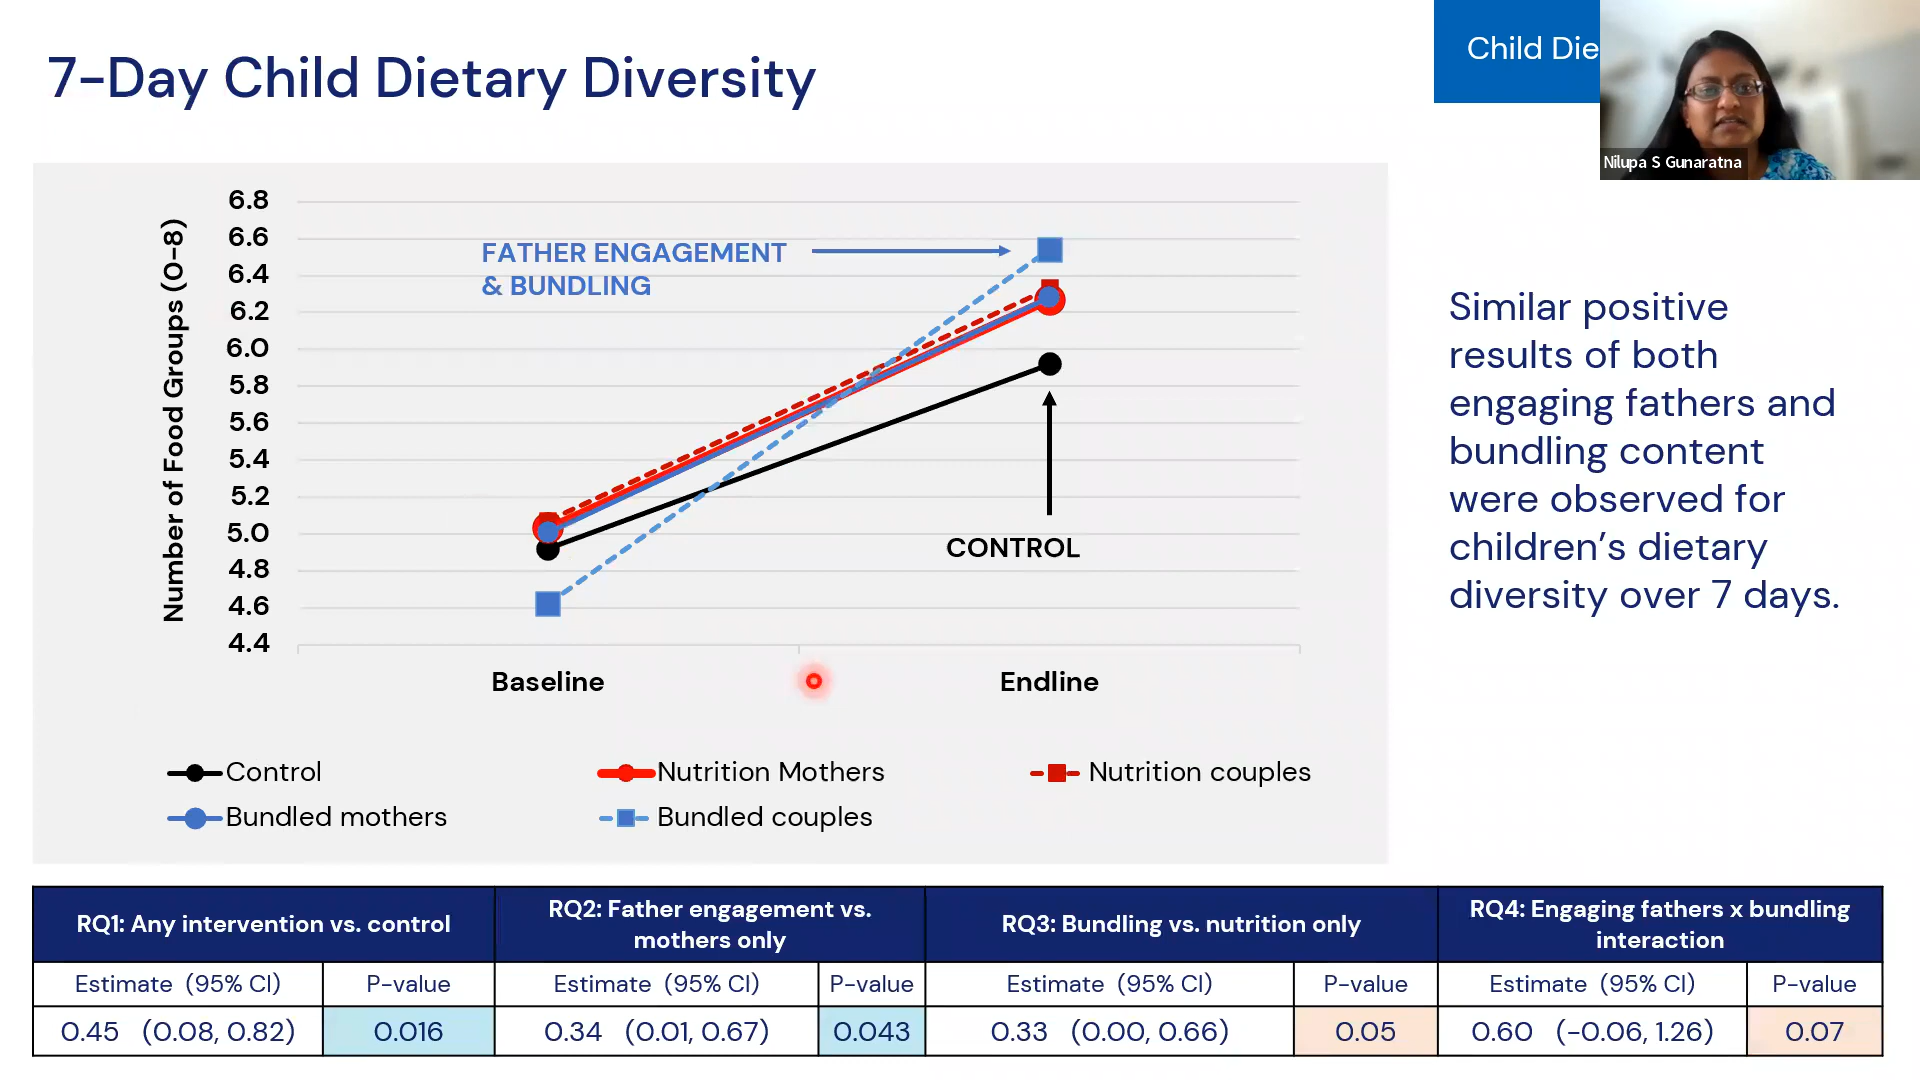 7-Day Child Dietary Diversity
Child Die
Nilupa S Gunaratna
Number of Food Groups (0-8)
6.8
6.6
6.4
6.2
6.0
5.8
5.6
5.4
5.2
5.0
4.8
4.6
4.4
FATHER ENGAGEMENT
& BUNDLING
CONTROL
Baseline
Endline
Control
Nutrition Mothers
Nutrition couples
Bundled mothers
Bundled couples
Similar positive
results of both
engaging fathers and
bundling content
were observed for
children’s dietary
diversity over 7 days.
RQ1: Any intervention vs. control
RQ2: Father engagement vs.
mothers only
RQ3: Bundling vs. nutrition only
RQ4: Engaging fathers x bundling
interaction
Estimate (95% CI)
P-value
Estimate (95% CI)
P-value
Estimate (95% CI)
P-value
Estimate (95% CI)
P-value
0.45 (0.08, 0.82)
0.016
0.34 (0.01, 0.67)
0.043
0.33 (0.00, 0.66)
0.05
0.60 (-0.06, 1.26)
0.07